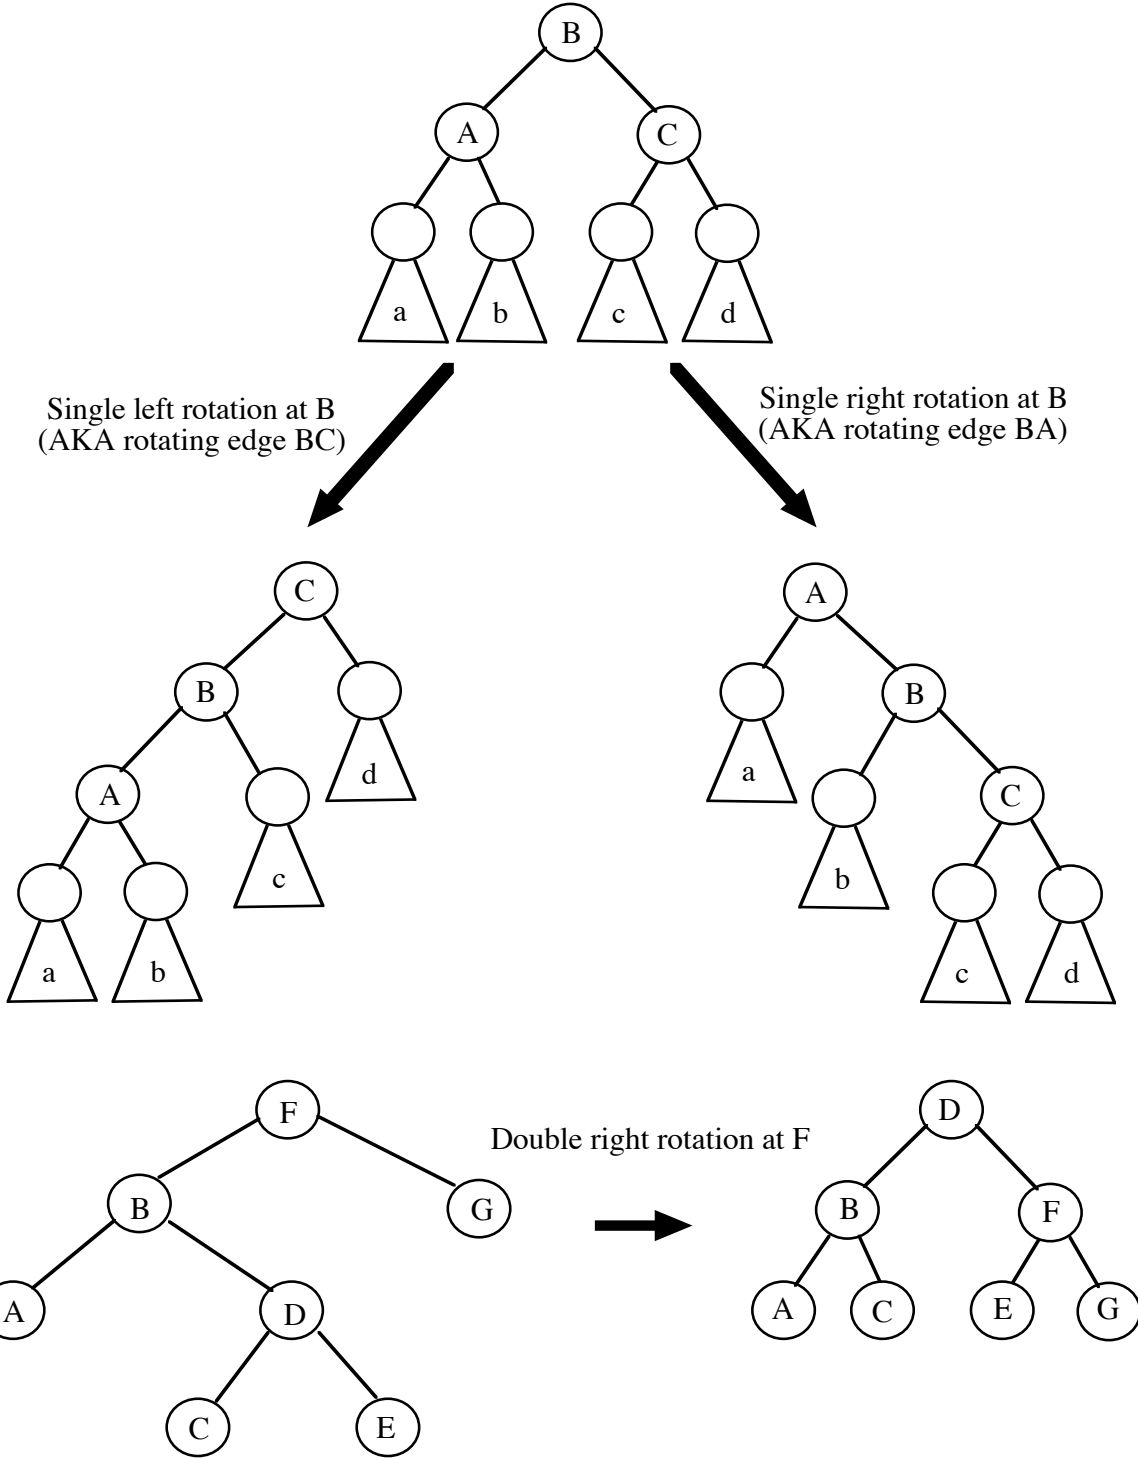 B
A
C
a
b
c
d
Single left rotation at B
(AKA rotating edge BC)
Single right rotation at B
(AKA rotating edge BA)
C
B
d
A
c
a
b
A
B
a
C
b
c
d
F
B
G
A
D
C
E
Double right rotation at F
D
B
F
A
C
E
G